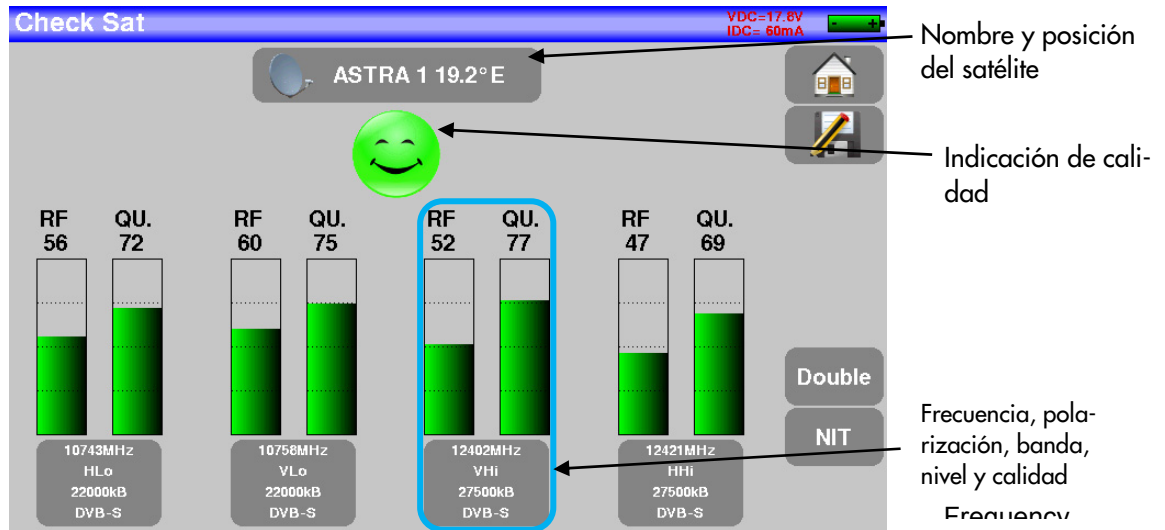 Check Sat
VDC=17.8V
IDC= 60mA
- +
ASTRA 1 19.2°E
Nombre y posición
del satélite
Indicación de cali-
dad
RF QU. RF QU. RF QU. RF QU.
56 72 60 75 52 77 47 69
Double
NIT
10743MHz
HLo
22000kB
DVB-S
10758MHz
VLo
22000kB
DVB-S
12402MHz
VHi
27500kB
DVB-S
12421MHz
HHi
27500kB
DVB-S
Frecuencia, pola-
rización, banda,
nivel y calidad
Frequency